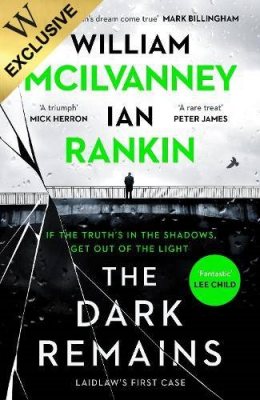 W
EXCLUSIVE
n's dream come true' MARK BILLINGHAM
WILLIAM
MCILVANNEY
'A triumph'
MICK HERRON
'A rare treat'
PETER JAMES
IAN
RANKIN
IF THE TRUTH'S IN THE SHADOWS,
GET OUT OF THE LIGHT
'Fantastic'
LEE CHILD
THE
DARK
REMAINS
LAIDLAW'S FIRST CASE